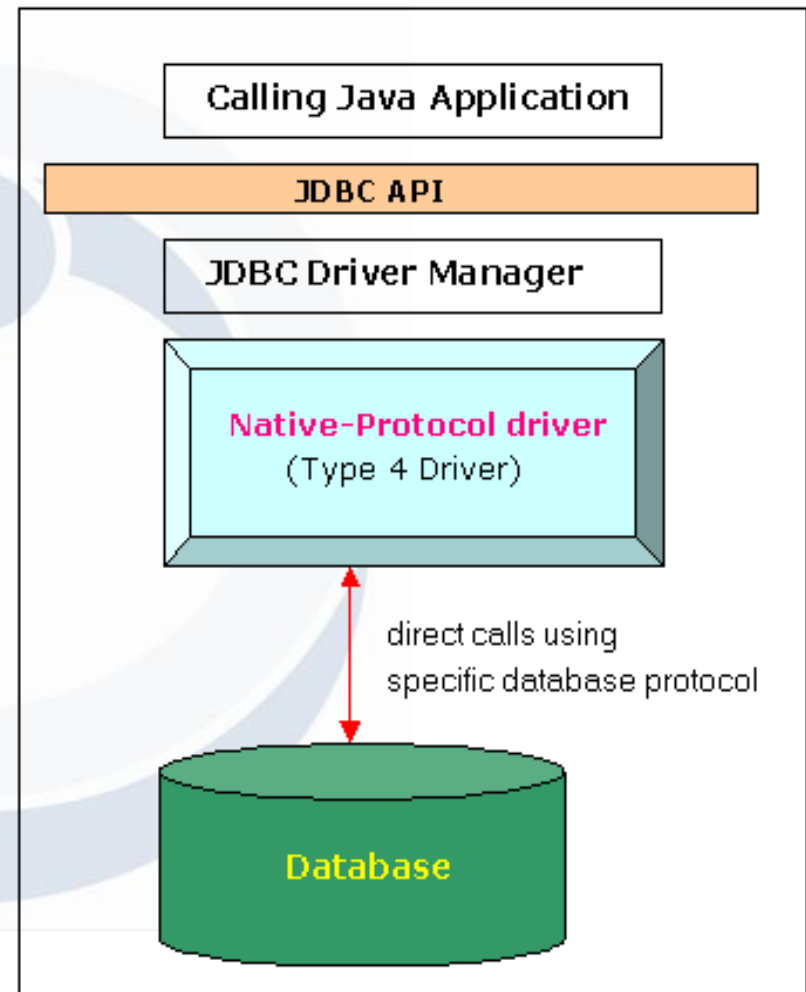 Calling Java Application
JDBC API
JDBC Driver Manager
Native-Protocol driver
(Type 4 Driver)
direct calls using
specific database protocol
Database